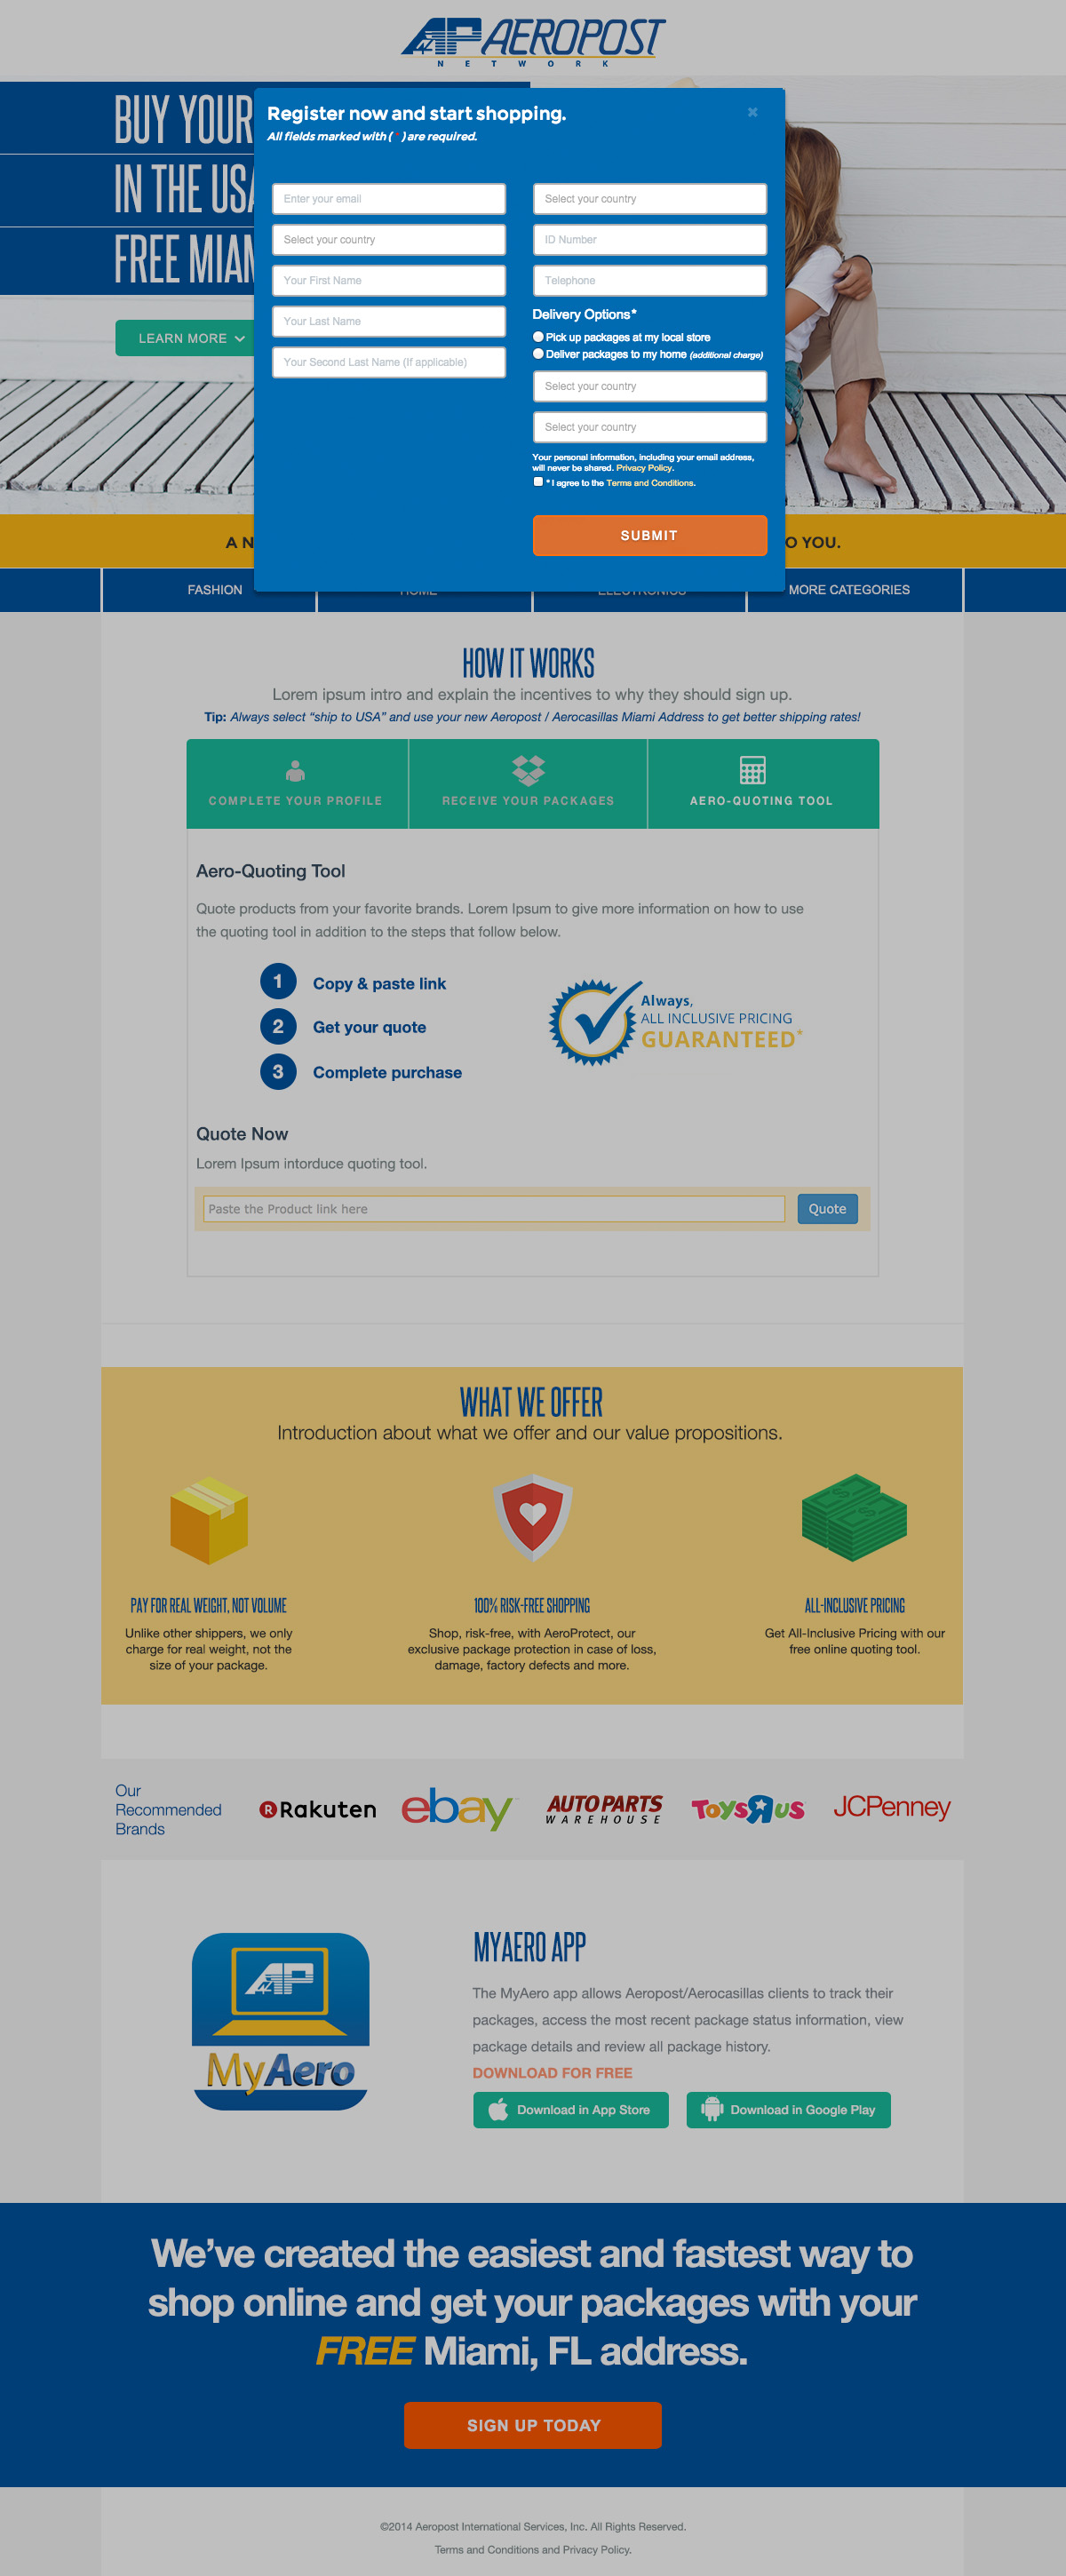 AP AEROPOST
NETWORK
BUY YOUR
IN THE USA
FREE MIAM
LEARN MORE
Register now and start shopping.
All fields marked with ( * ) are required.
×
Enter your email
Select your country
Your First Name
Your Last Name
Your Second Last Name (If applicable)
Select your country
ID Number
Telephone
Delivery Options*
Pick up packages at my local store
Deliver packages to my home (additional charge)
Select your country
Select your country
Your personal information, including your email address,
will never be shared. Privacy Policy.
* I agree to the Terms and Conditions.
SUBMIT
A N
O YOU.
FASHION
HOME
ELECTRONICS
MORE CATEGORIES
HOW IT WORKS
Lorem ipsum intro and explain the incentives to why they should sign up.
Tip: Always select “ship to USA” and use your new Aeropost / Aerocasillas Miami Address to get better shipping rates!
COMPLETE YOUR PROFILE
RECEIVE YOUR PACKAGES
AERO-QUOTING TOOL
Aero-Quoting Tool
Quote products from your favorite brands. Lorem Ipsum to give more information on how to use
the quoting tool in addition to the steps that follow below.
1 Copy & paste link
2 Get your quote
3 Complete purchase
Always,
ALL INCLUSIVE PRICING
GUARANTEED*
Quote Now
Lorem Ipsum intorduce quoting tool.
Paste the Product link here
Quote
WHAT WE OFFER
Introduction about what we offer and our value propositions.
PAY FOR REAL WEIGHT, NOT VOLUME
Unlike other shippers, we only
charge for real weight, not the
size of your package.
100% RISK-FREE SHOPPING
Shop, risk-free, with AeroProtect, our
exclusive package protection in case of loss,
damage, factory defects and more.
ALL-INCLUSIVE PRICING
Get All-Inclusive Pricing with our
free online quoting tool.
Our
Recommended
Brands
R Rakuten
ebay
AUTO PARTS
WAREHOUSE
ToysRus
JCPenney
AP
MyAero
MYAERO APP
The MyAero app allows Aeropost/Aerocasillas clients to track their
packages, access the most recent package status information, view
package details and review all package history.
DOWNLOAD FOR FREE
Download in App Store
Download in Google Play
We’ve created the easiest and fastest way to
shop online and get your packages with your
FREE Miami, FL address.
SIGN UP TODAY
©2014 Aeropost International Services, Inc. All Rights Reserved.
Terms and Conditions and Privacy Policy.